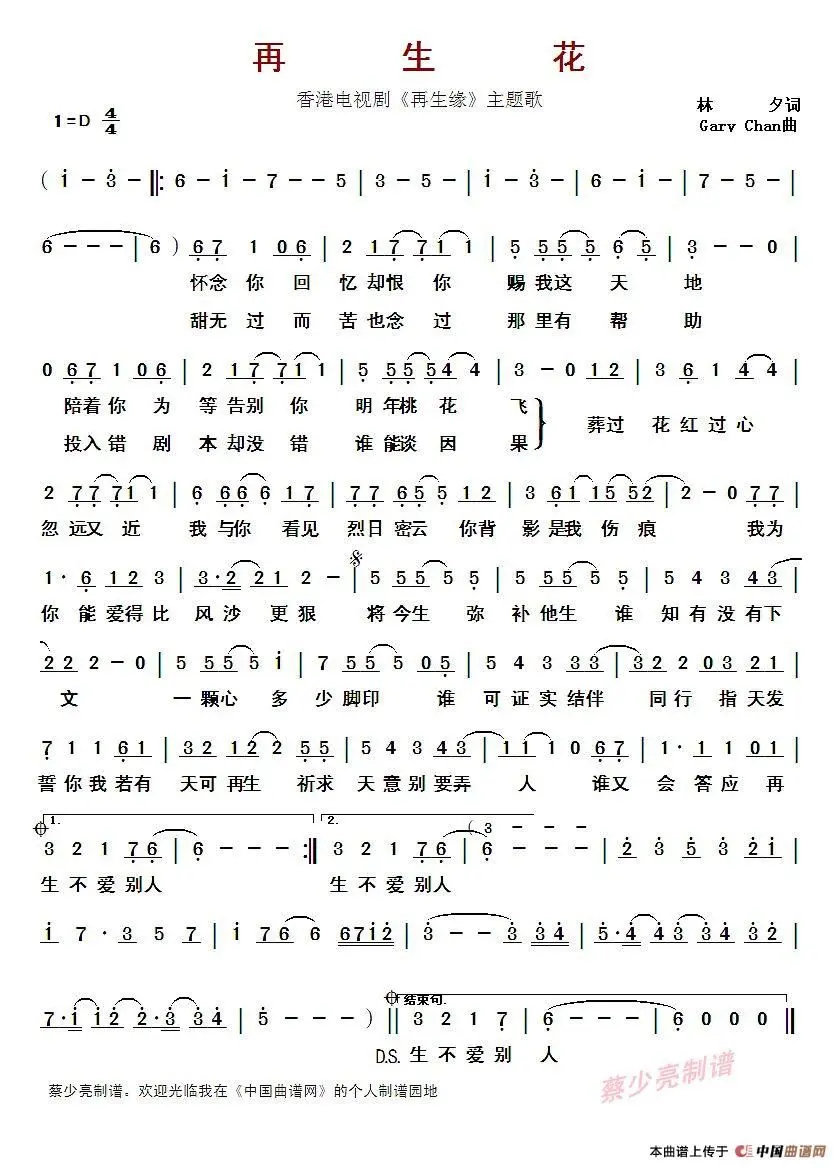 再 生 花
香港电视剧《再生缘》主题歌
林 夕词
1=D 4/4
Gary Chan曲
( i - 3 - ‖: 6 - i - 7 - - 5 | 3 - 5 - | i - 3 - | 6 - i - | 7 - 5 - |
6 - - - | 6 ) 6 7 1 0 6 | 2 1 7 7 1 1 | 5 5 5 5 6 5 | 3 - - 0 |
怀念 你 回 忆 却恨 你 赐 我这 天 地
甜无 过 而 苦 也念 过 那 里有 帮 助
0 6 7 1 0 6 | 2 1 7 7 1 1 | 5 5 5 5 4 4 | 3 - 0 1 2 | 3 6 1 4 4 |
陪着 你 为 等 告别 你 明 年桃 花 飞
葬过 花 红 过 心
投入 错 剧 本 却没 错 谁 能谈 因 果
2 7 7 7 1 1 | 6 6 6 6 1 7 | 7 7 6 5 5 1 2 | 3 6 1 1 5 5 2 | 2 - 0 7 7 |
忽 远又 近 我 与你 看见 烈日 密云 你背 影 是我 伤 痕 我为
1· 6 1 2 3 | 3· 2 2 2 1 2 - | 5 5 5 5 5 | 5 5 5 5 5 | 5 4 3 4 3 |
你 能 爱得 比 风沙 更 狠 将 今生 弥 补 他生 谁 知 有 没 有下
2 2 2 - 0 | 5 5 5 5 i | 7 5 5 0 5 | 5 4 3 3 3 | 3 2 2 0 3 2 1 |
文 一 颗心 多 少 脚印 谁 可 证 实 结伴 同 行 指 天发
7 1 1 6 1 | 3 2 1 2 2 5 5 | 3 4 3 4 3 | 1 1 1 0 6 7 | 1· 1 0 1 |
誓 你 我 若有 天可 再生 祈求 天 意 别 要弄 人 谁又 会 答 应 再
1. 2.
3 2 1 7 6 | 6 - - - :‖ 3 2 1 7 6 | ( 3 - - - 6 - - - | 2 3 5 3 2 i |
生 不 爱 别人 生 不 爱 别人
i 7 · 3 5 7 | i 7 6 6 6 6 7 i 2 | 3 - - 3 3 4 | 5· 4 4 3 4 3 3 4 3 2 |
7· i i 2 2· 3 3 4 | 5 - - - ) ‖ 结束句. 3 2 1 7 | 6 - - - | 6 0 0 0 ‖
D.S. 生 不 爱 别 人
蔡少亮制谱。欢迎光临我在《中国曲谱网》的个人制谱园地
蔡少亮制谱
本曲谱上传于 中国曲谱网